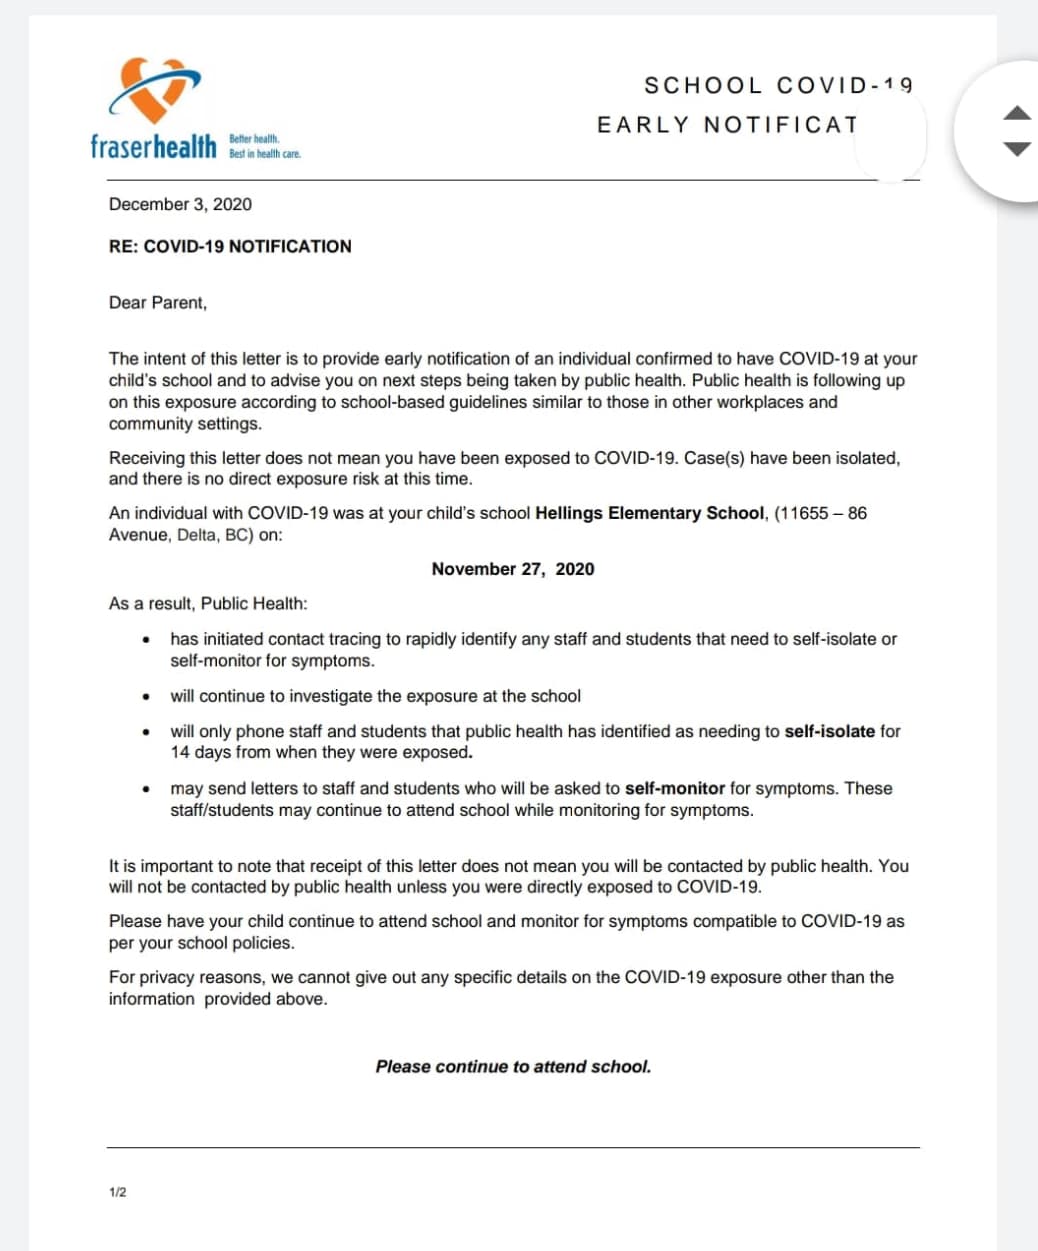 fraserhealth
Better health.
Best in health care.
SCHOOL COVID-19
EARLY NOTIFICAT
December 3, 2020
RE: COVID-19 NOTIFICATION
Dear Parent,
The intent of this letter is to provide early notification of an individual confirmed to have COVID-19 at your
child's school and to advise you on next steps being taken by public health. Public health is following up
on this exposure according to school-based guidelines similar to those in other workplaces and
community settings.
Receiving this letter does not mean you have been exposed to COVID-19. Case(s) have been isolated,
and there is no direct exposure risk at this time.
An individual with COVID-19 was at your child's school Hellings Elementary School, (11655 – 86
Avenue, Delta, BC) on:
November 27, 2020
As a result, Public Health:
• has initiated contact tracing to rapidly identify any staff and students that need to self-isolate or
self-monitor for symptoms.
• will continue to investigate the exposure at the school
• will only phone staff and students that public health has identified as needing to self-isolate for
14 days from when they were exposed.
• may send letters to staff and students who will be asked to self-monitor for symptoms. These
staff/students may continue to attend school while monitoring for symptoms.
It is important to note that receipt of this letter does not mean you will be contacted by public health. You
will not be contacted by public health unless you were directly exposed to COVID-19.
Please have your child continue to attend school and monitor for symptoms compatible to COVID-19 as
per your school policies.
For privacy reasons, we cannot give out any specific details on the COVID-19 exposure other than the
information provided above.
Please continue to attend school.
1/2